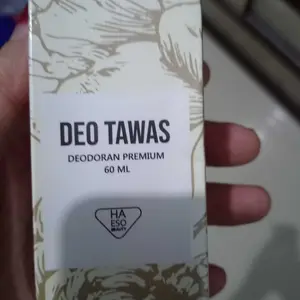 DEO TAWAS
DEODORAN PREMIUM
60 ML
HA
ESO